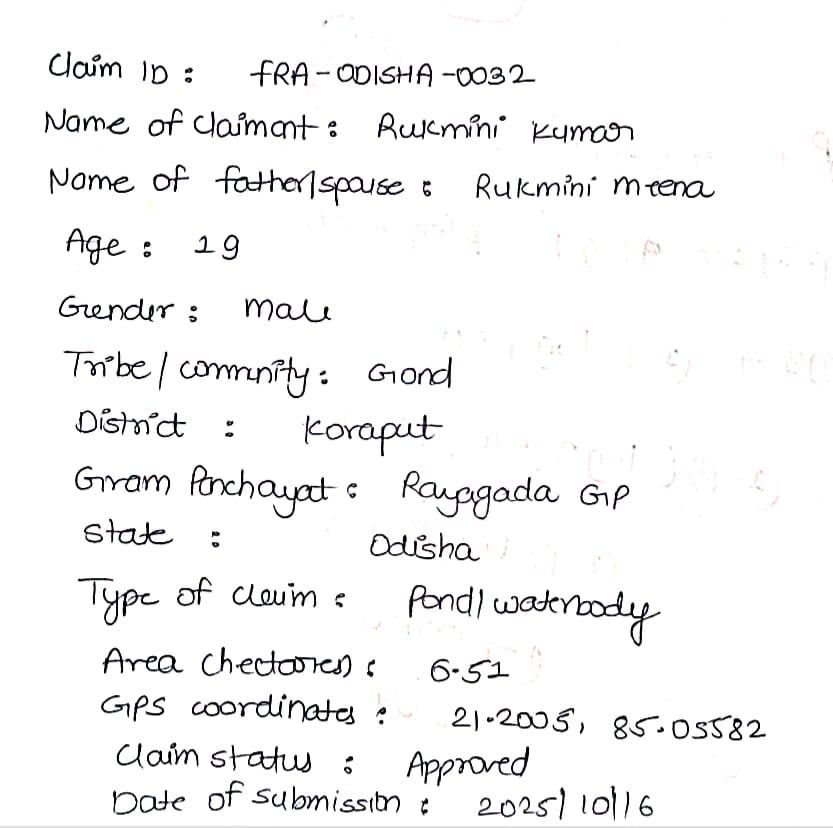 Claim ID : FRA-ODISHA-0032
Name of Claimant : Rukmini Kumar
Name of father/spouse : Rukmini meena
Age : 29
Gender : male
Tribe / community : Gond
District : Koraput
Gram Panchayat : Rayagada GP
State : Odisha
Type of claim : Pond/waterbody
Area (hectares) : 6.51
GPS coordinates : 21.2005, 85.05582
Claim status : Approved
Date of submission : 2025/10/16